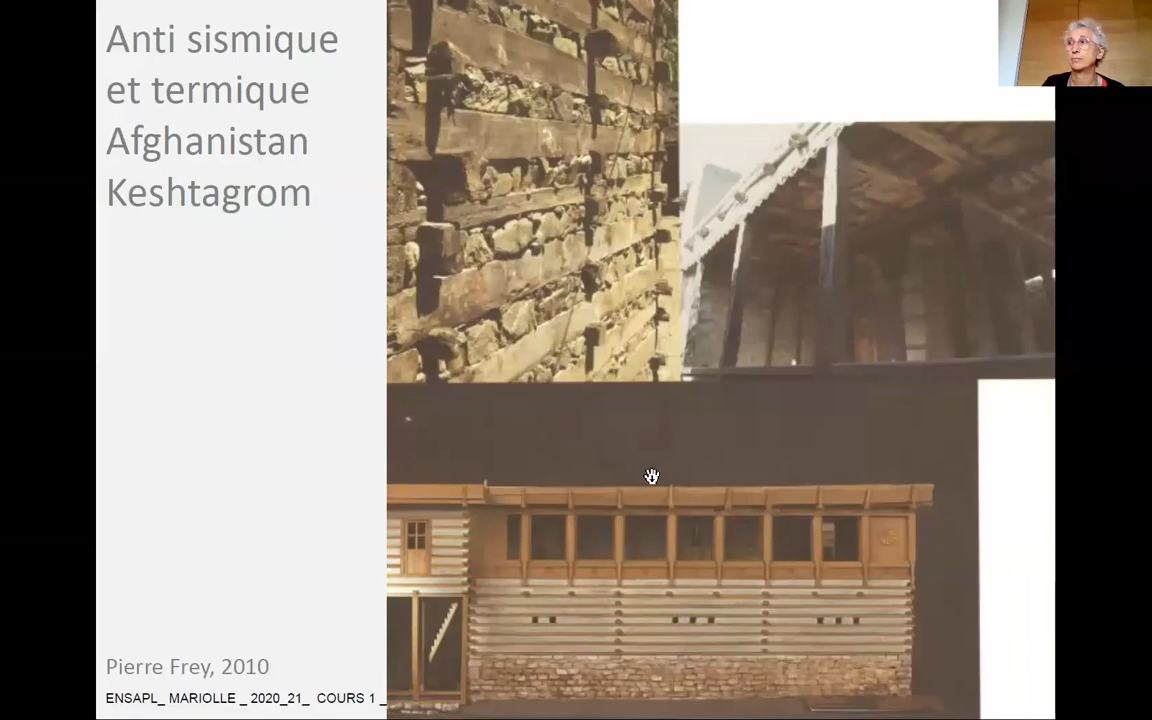 Anti sismique
et termique
Afghanistan
Keshtagrom
Pierre Frey, 2010
ENSAPL_ MARIOLLE _ 2020_21_ COURS 1 _